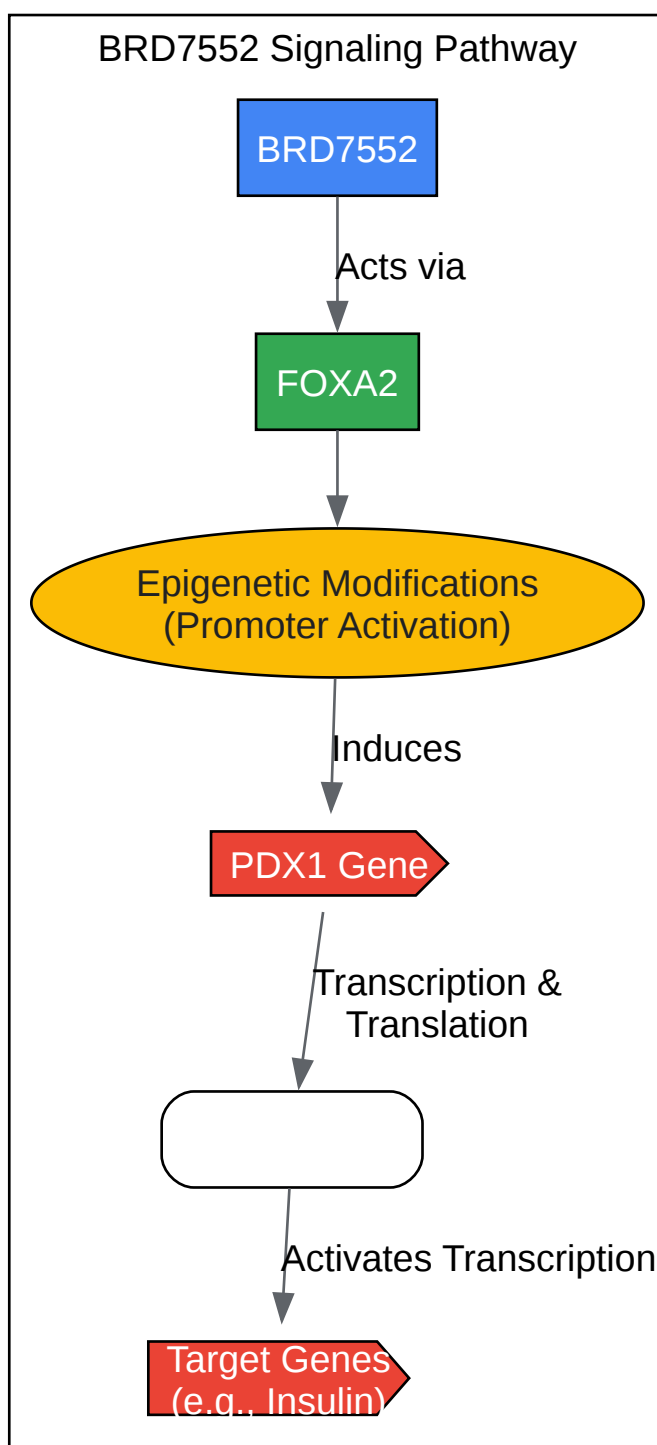 BRD7552 Signaling Pathway
BRD7552
Acts via
FOXA2
Epigenetic Modifications
(Promoter Activation)
Induces
PDX1 Gene
Transcription &
Translation
Activates Transcription
Target Genes
(e.g., Insulin)